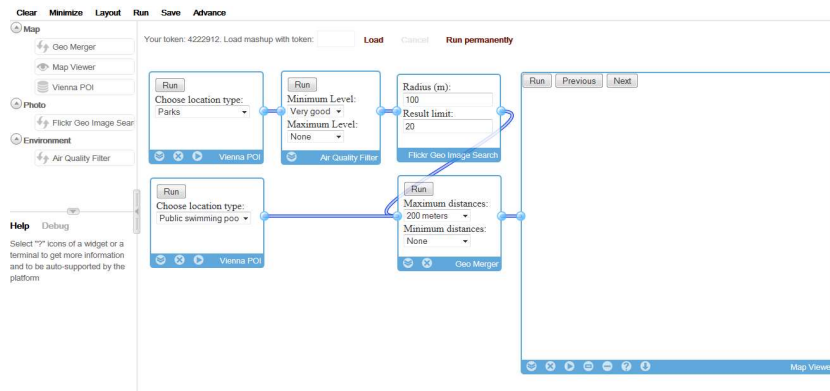 Clear Minimize Layout Run Save Advance
Map
Geo Merger
Map Viewer
Vienna POI
Photo
Flickr Geo Image Sear
Environment
Air Quality Filter
Help Debug
Select "?" icons of a widget or a
terminal to get more information
and to be auto-supported by the
platform
Your token: 4222912. Load mashup with token: Load Cancel Run permanently
Run
Choose location type:
Parks
Vienna POI
Run
Minimum Level:
Very good
Maximum Level:
None
Air Quality Filter
Radius (m):
100
Result limit:
20
Flickr Geo Image Search
Run
Choose location type:
Public swimming poo
Vienna POI
Run
Maximum distances:
200 meters
Minimum distances:
None
Geo Merger
Run Previous Next
Map Viewe